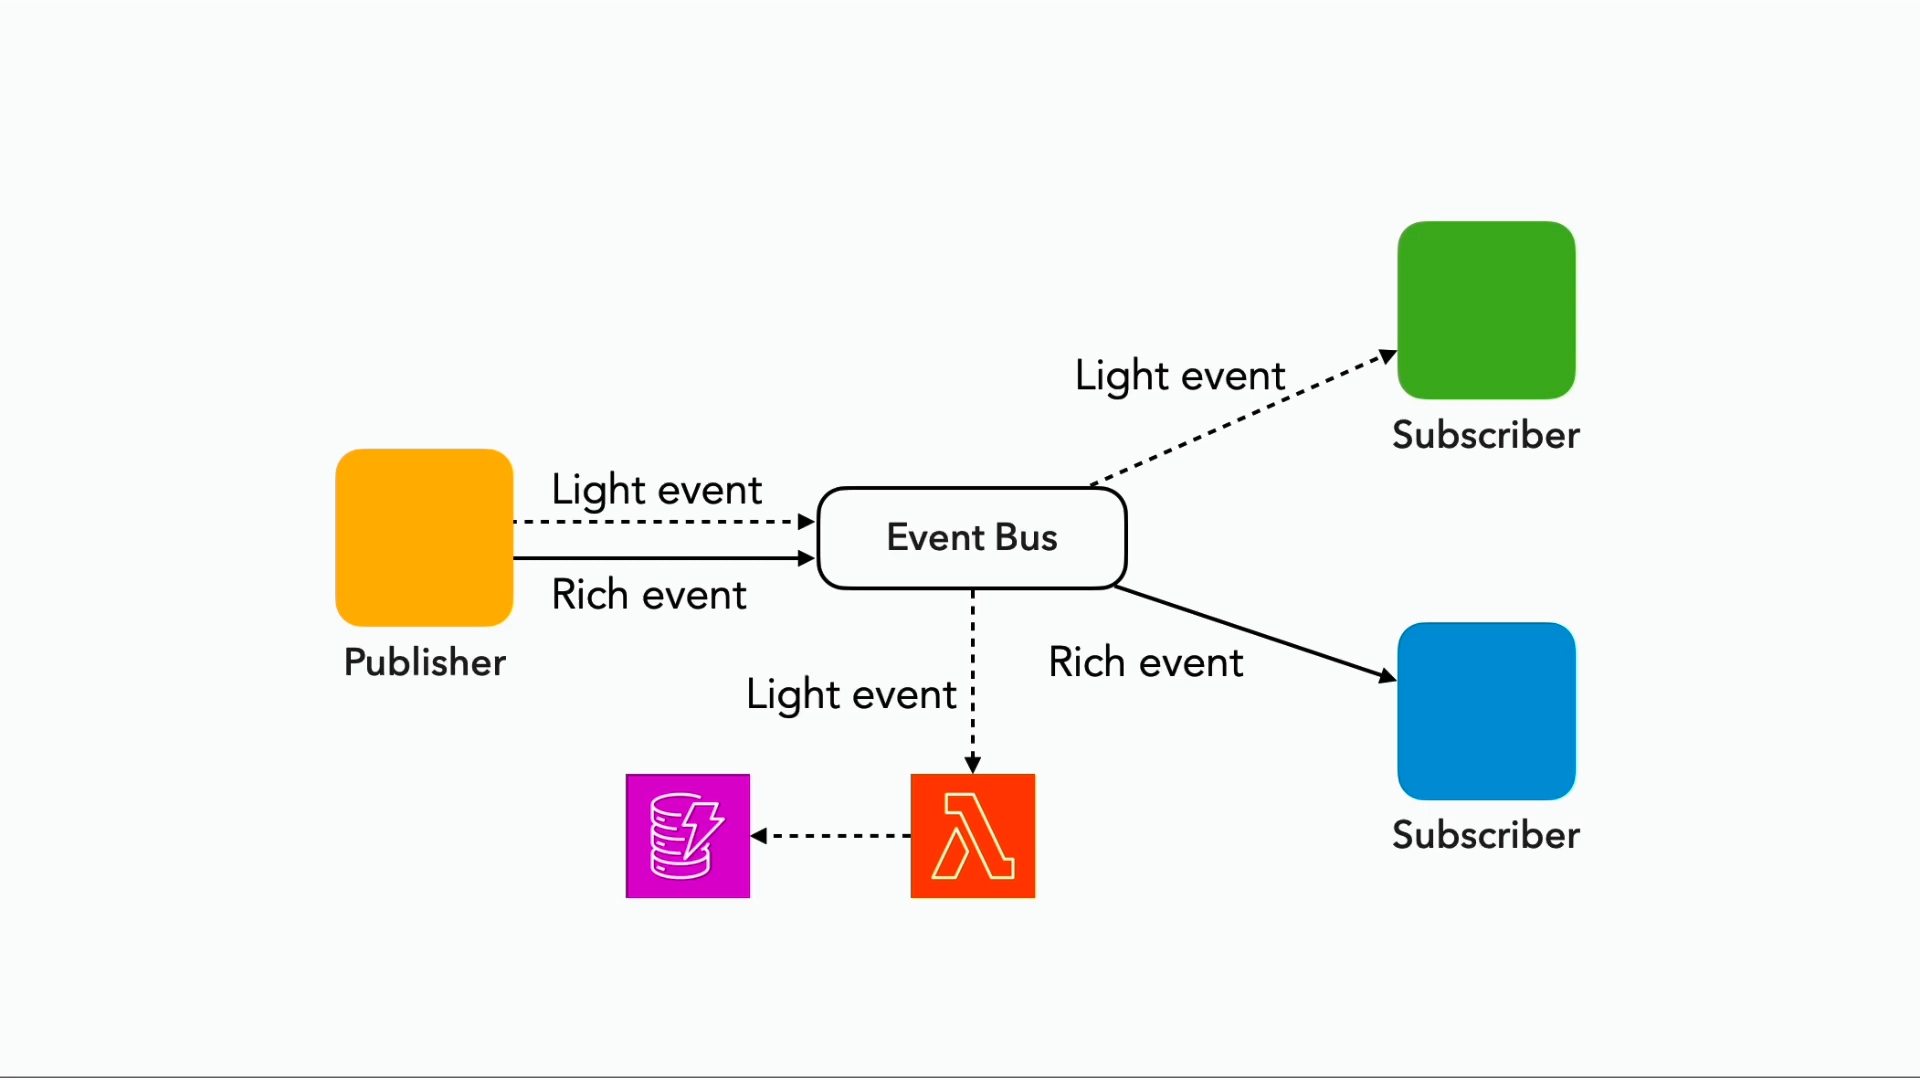 Light event
Subscriber
Light event
Event Bus
Rich event
Publisher
Rich event
Light event
Subscriber